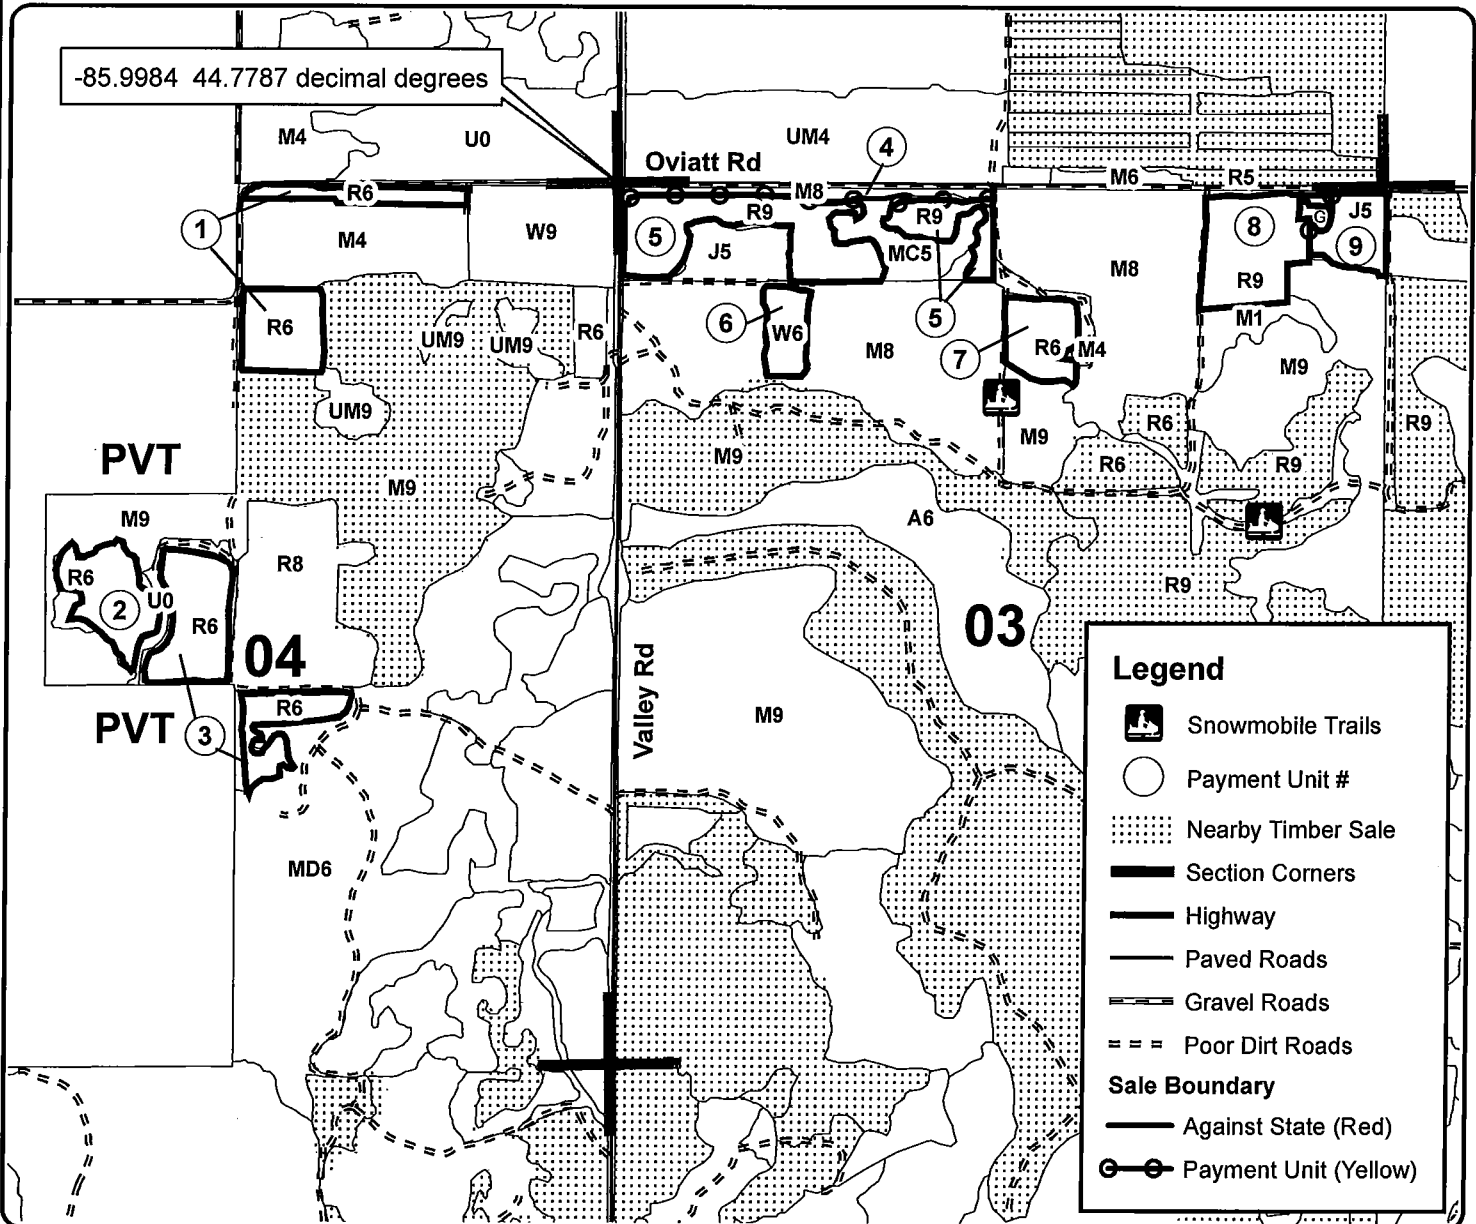 -85.9984 44.7787 decimal degrees
M4
U0
UM4
4
Oviatt Rd
M6
R5
R6
M8
1
R9
R9
G
J5
8
M4
W9
5
J5
MC5
9
M8
R9
R6
UM9
UM9
R6
6
W6
M8
5
7
R6
M4
M1
M9
UM9
M9
R6
R9
PVT
M9
M9
R6
R9
M9
A6
R6
2
U0
R6
R8
R9
04
03
PVT
3
R6
Valley Rd
M9
MD6
Legend
Snowmobile Trails
Payment Unit #
Nearby Timber Sale
Section Corners
Highway
Paved Roads
Gravel Roads
Poor Dirt Roads
Sale Boundary
Against State (Red)
Payment Unit (Yellow)